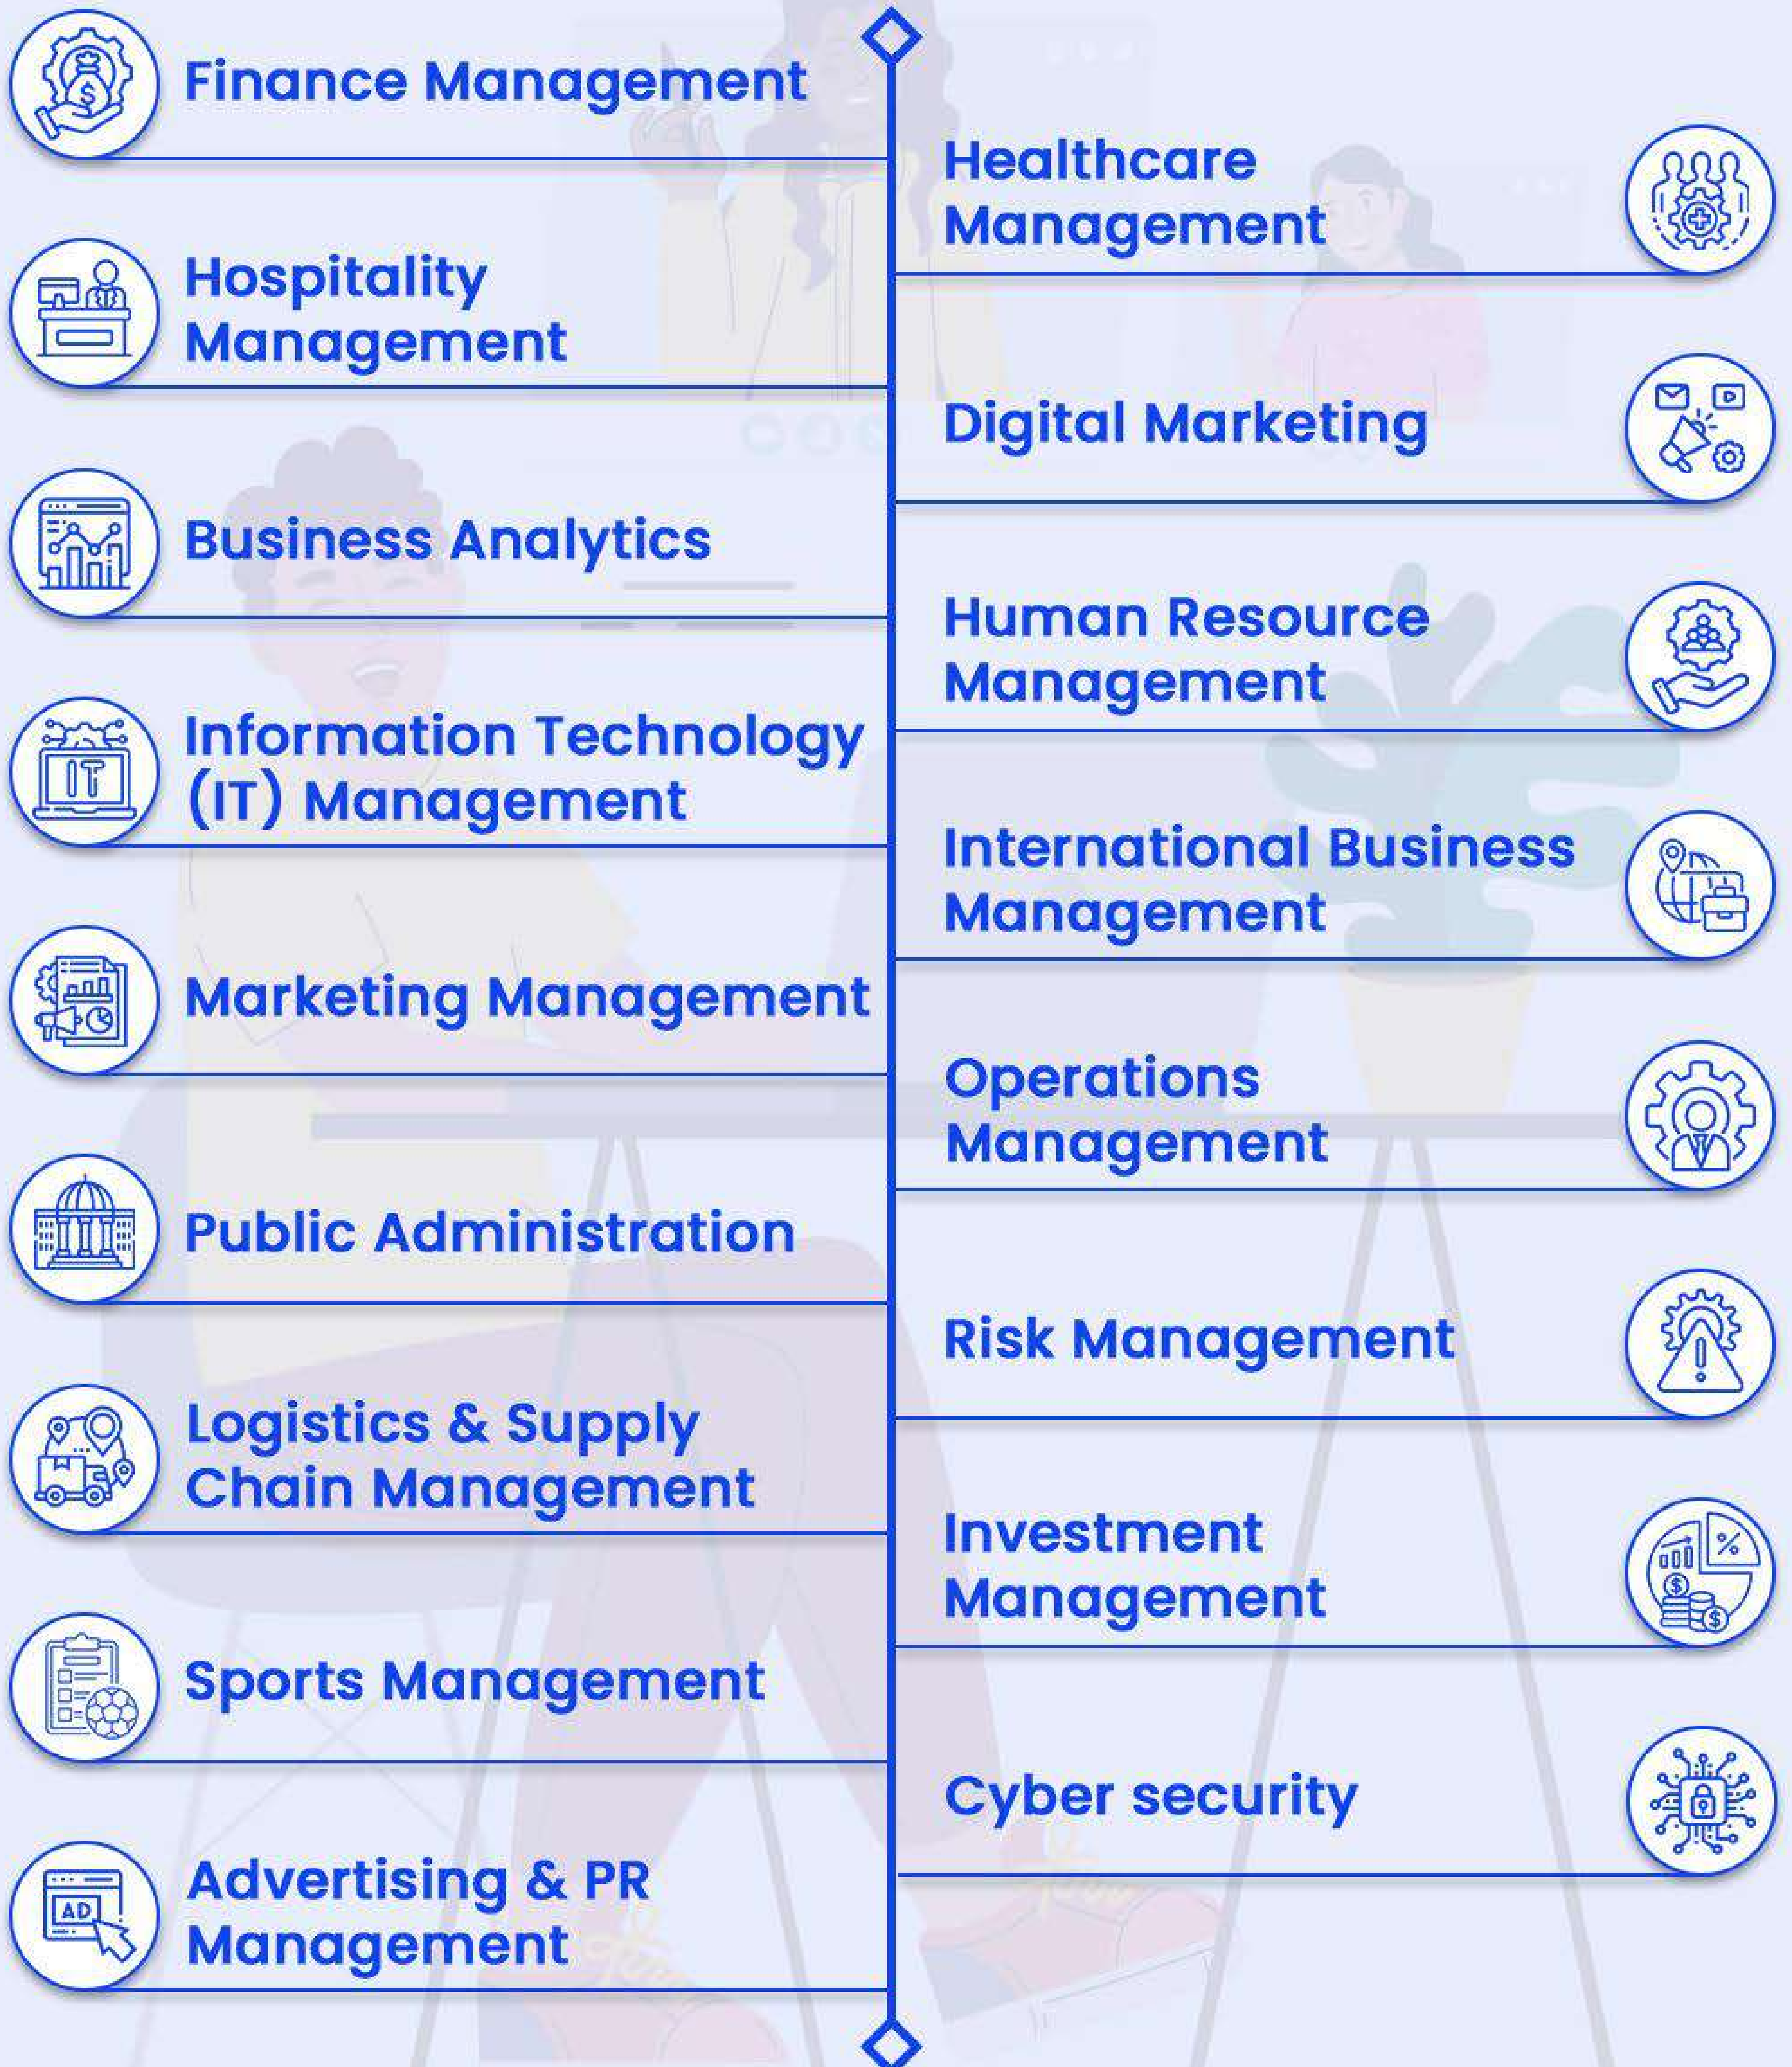 Finance Management
Healthcare
Management
Hospitality
Management
Digital Marketing
Business Analytics
Human Resource
Management
Information Technology
(IT) Management
IT
International Business
Management
Marketing Management
Operations
Management
Public Administration
Risk Management
Logistics & Supply
Chain Management
Investment
Management
%
$
$
Sports Management
Cyber security
Advertising & PR
Management
AD